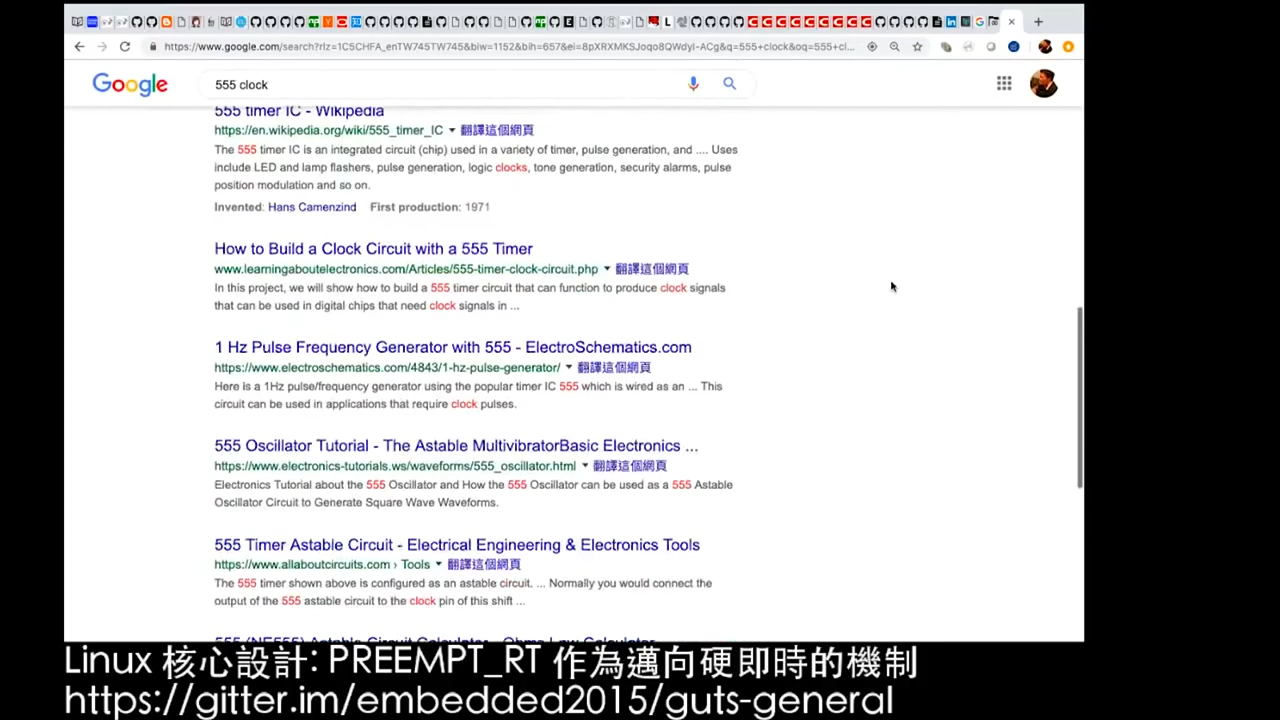 https://www.google.com/search?rlz=1C5CHFA_enTW745TW745&biw=1152&bih=657&ei=8pXRXMKSJoqo8QWdyI-ACg&q=555+clock&oq=555+cl...
Google
555 clock
555 timer IC - Wikipedia
https://en.wikipedia.org/wiki/555_timer_IC 翻譯這個網頁
The 555 timer IC is an integrated circuit (chip) used in a variety of timer, pulse generation, and .... Uses
include LED and lamp flashers, pulse generation, logic clocks, tone generation, security alarms, pulse
position modulation and so on.
Invented: Hans Camenzind First production: 1971
How to Build a Clock Circuit with a 555 Timer
www.learningaboutelectronics.com/Articles/555-timer-clock-circuit.php 翻譯這個網頁
In this project, we will show how to build a 555 timer circuit that can function to produce clock signals
that can be used in digital chips that need clock signals in ...
1 Hz Pulse Frequency Generator with 555 - ElectroSchematics.com
https://www.electroschematics.com/4843/1-hz-pulse-generator/ 翻譯這個網頁
Here is a 1Hz pulse/frequency generator using the popular timer IC 555 which is wired as an ... This
circuit can be used in applications that require clock pulses.
555 Oscillator Tutorial - The Astable MultivibratorBasic Electronics ...
https://www.electronics-tutorials.ws/waveforms/555_oscillator.html 翻譯這個網頁
Electronics Tutorial about the 555 Oscillator and How the 555 Oscillator can be used as a 555 Astable
Oscillator Circuit to Generate Square Wave Waveforms.
555 Timer Astable Circuit - Electrical Engineering & Electronics Tools
https://www.allaboutcircuits.com › Tools 翻譯這個網頁
The 555 timer shown above is configured as an astable circuit. ... Normally you would connect the
output of the 555 astable circuit to the clock pin of this shift ...
555 (NE555) Astable Circuit Calculator - Ohms Law Calculator
Linux 核心設計: PREEMPT_RT 作為邁向硬即時的機制
https://gitter.im/embedded2015/guts-general